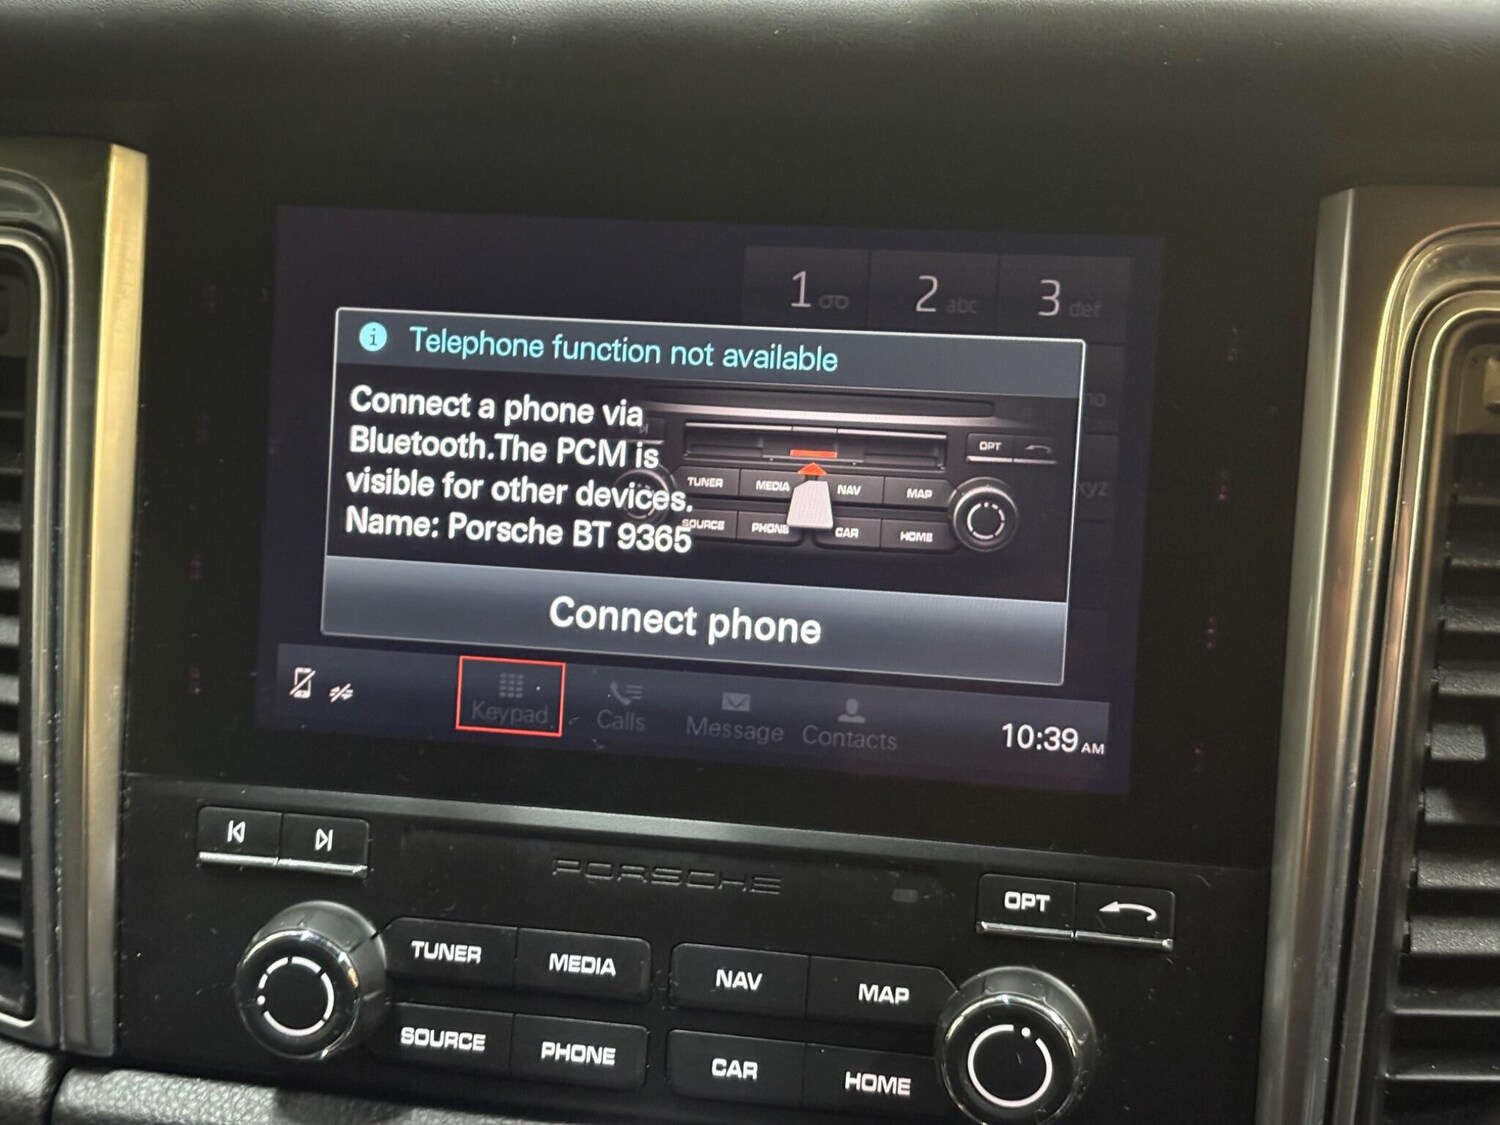 1 2 abc 3 def
Telephone function not available
Connect a phone via
Bluetooth.The PCM is
visible for other devices.
Name: Porsche BT 9365
OPT
TUNER MEDIA NAV MAP
SOURCE PHONE CAR HOME
xyz
Connect phone
Keypad Calls Message Contacts 10:39 AM
PORSCHE
OPT
TUNER MEDIA NAV MAP
SOURCE PHONE CAR HOME